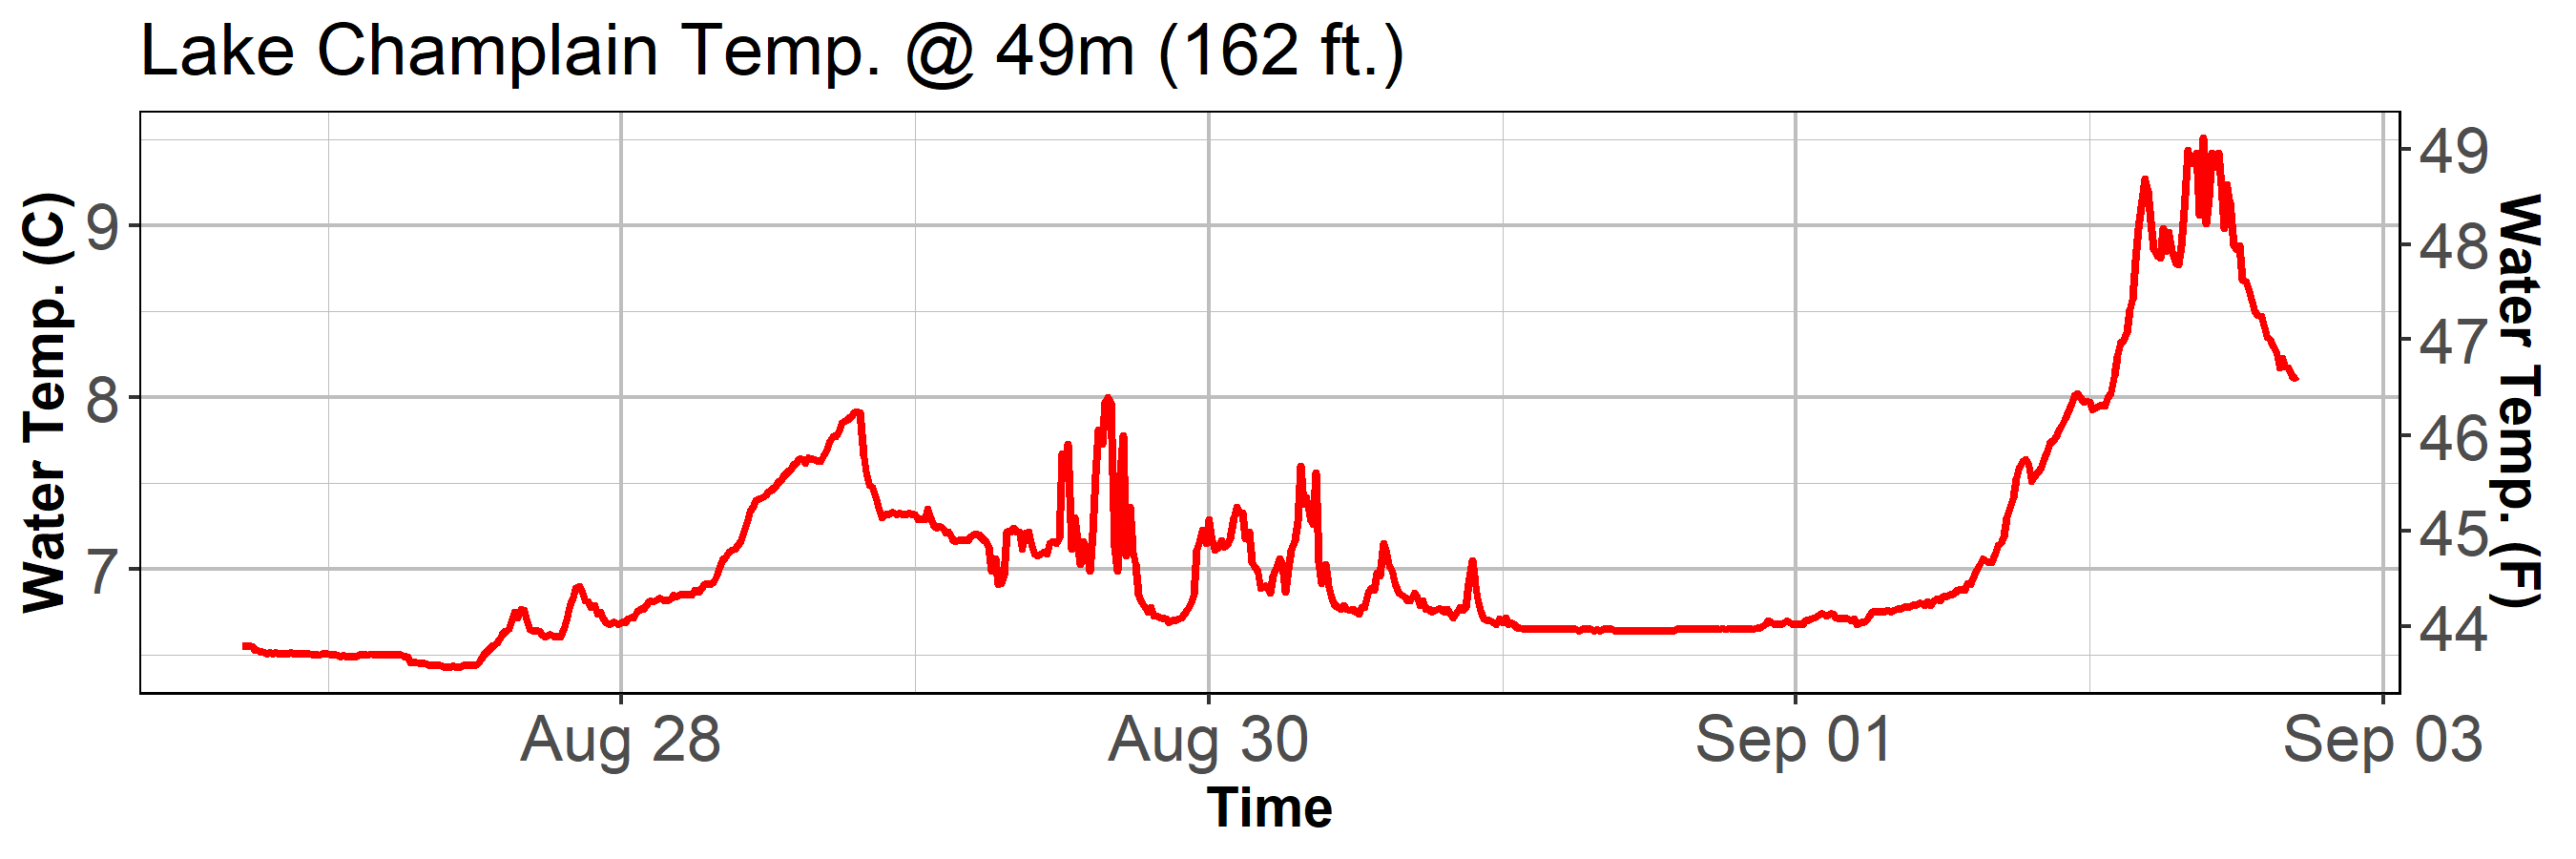 Lake Champlain Temp. @ 49m (162 ft.)
Water Temp. (C)
9
8
7
49
48
47
46
45
44
Water Temp. (F)
Aug 28
Aug 30
Sep 01
Sep 03
Time